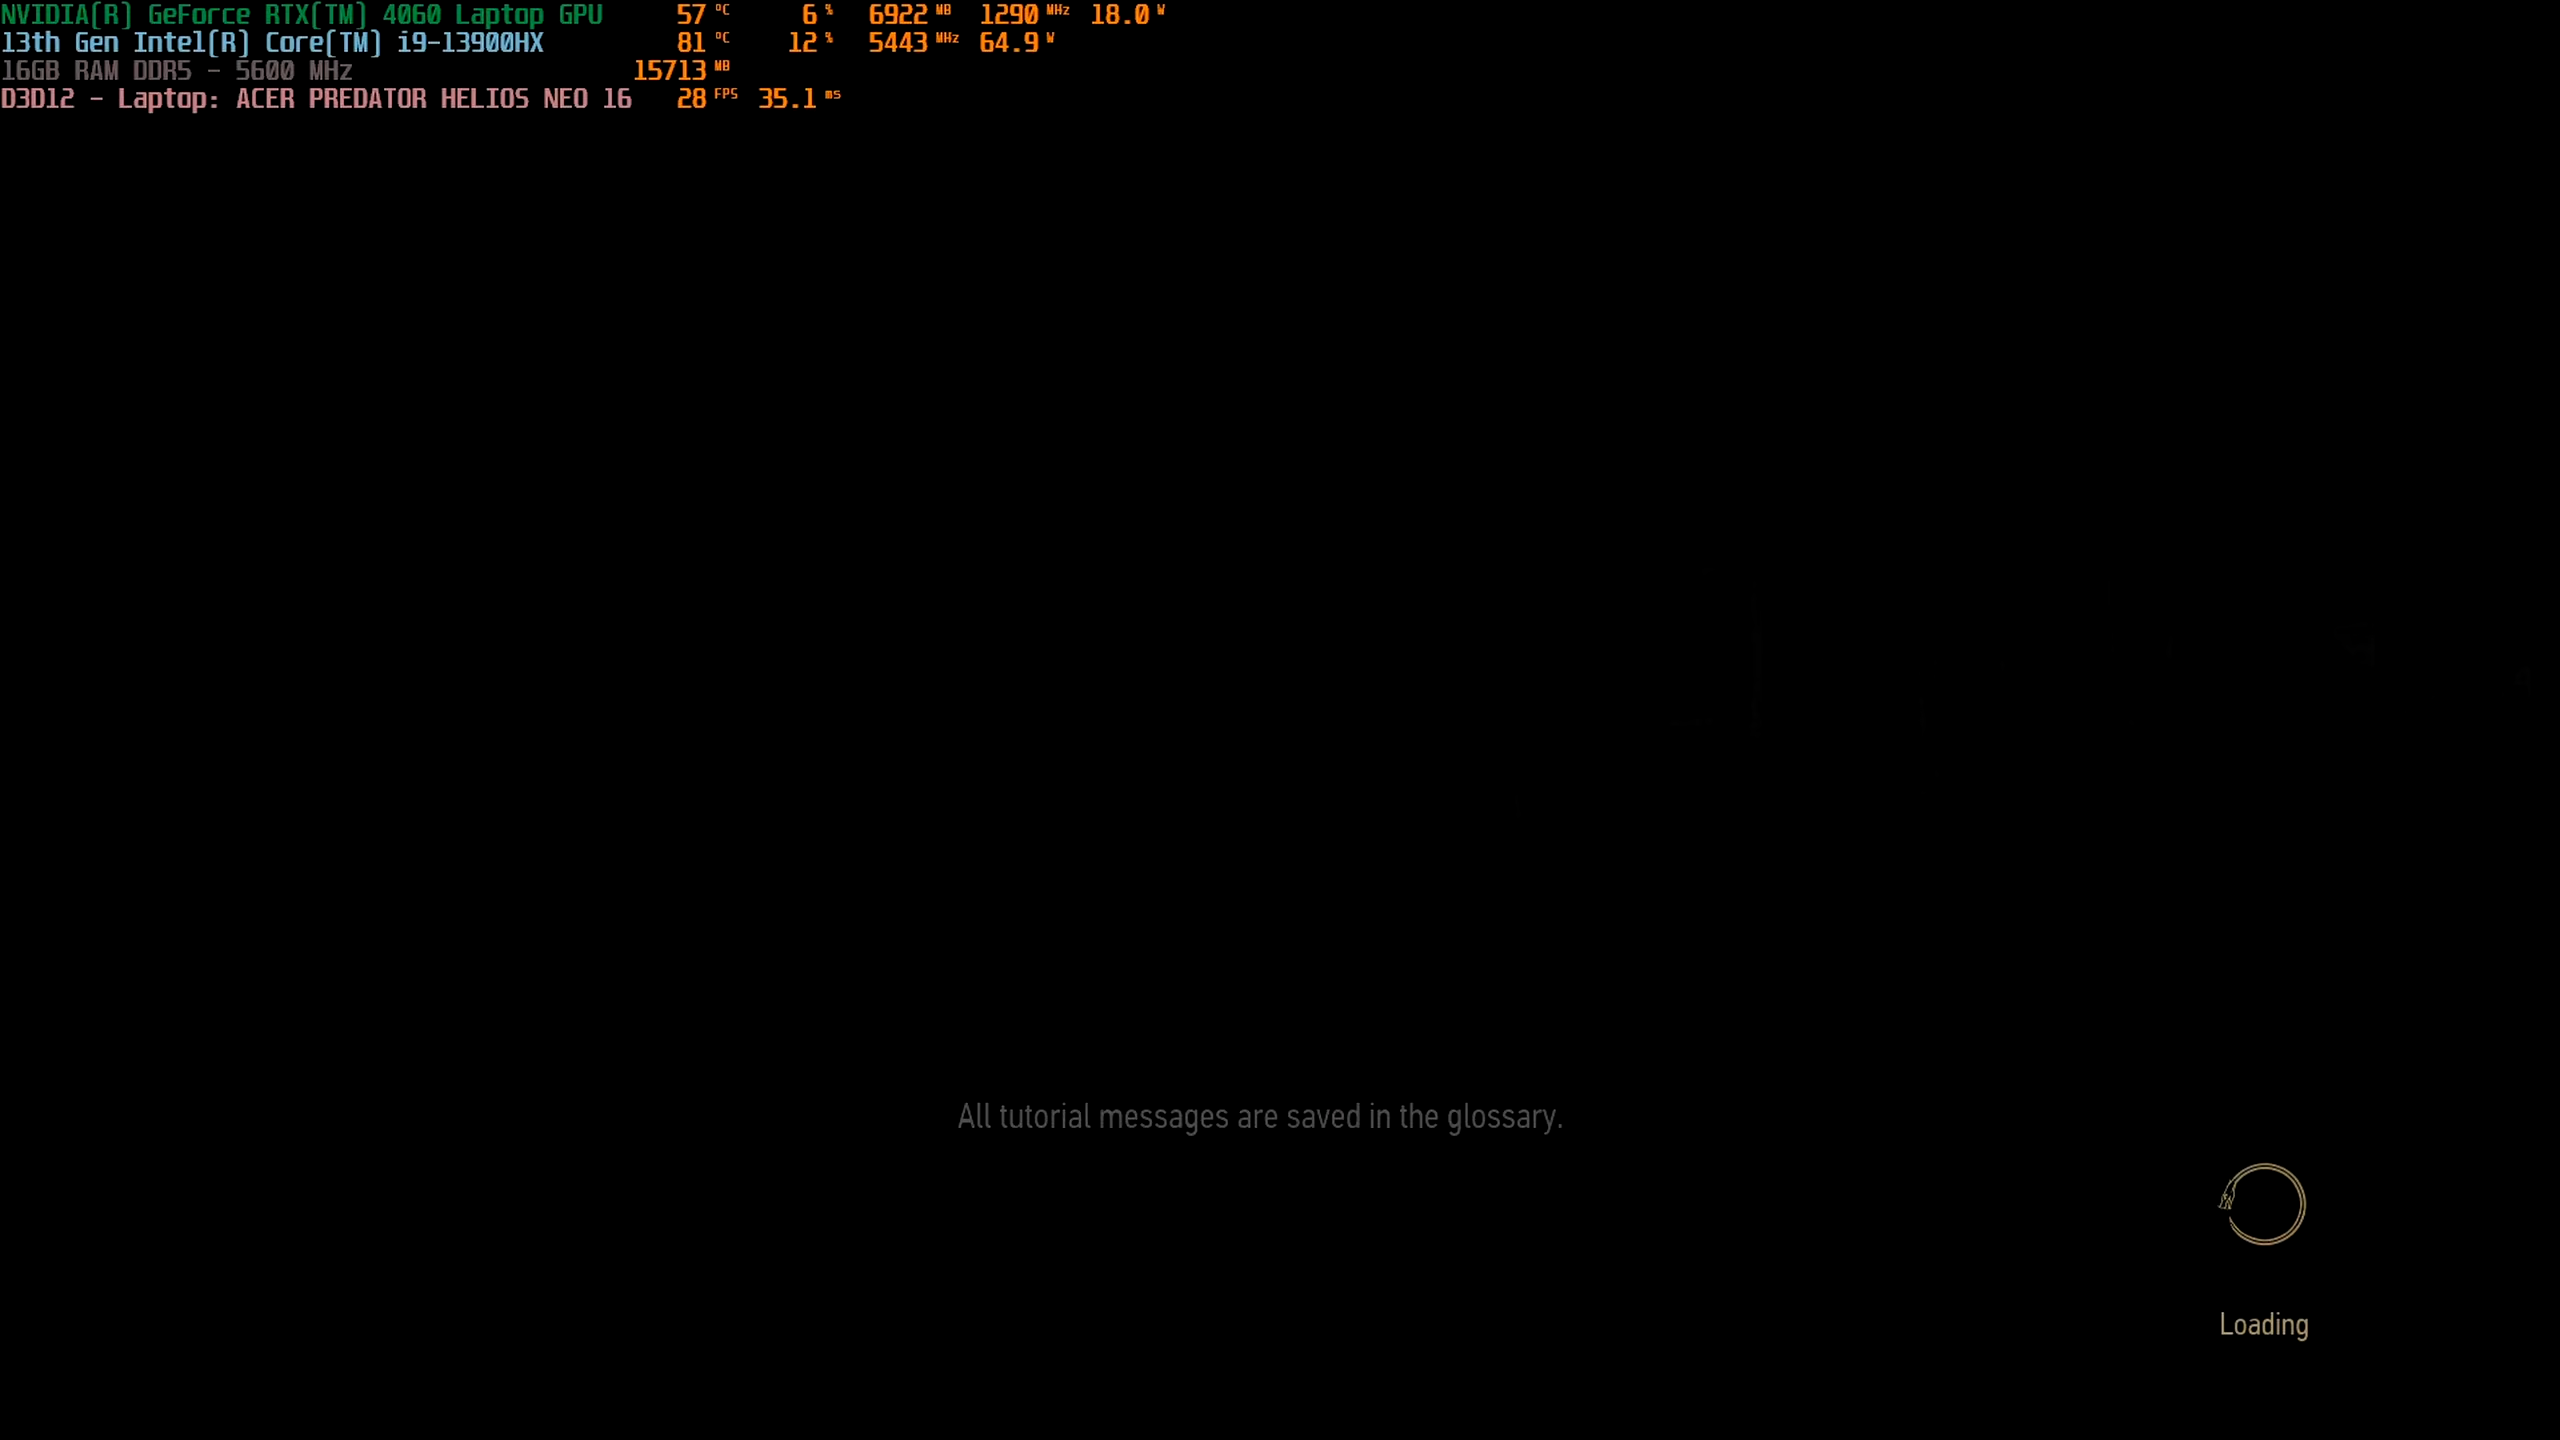 NVIDIA(R) GeForce RTX(TM) 4060 Laptop GPU 57 °C 6 % 6922 MB 1290 MHz 18.0 W
13th Gen Intel(R) Core(TM) i9-13900HX 81 °C 12 % 5443 MHz 64.9 W
16GB RAM DDR5 - 5600 MHz 15713 MB
D3D12 - Laptop: ACER PREDATOR HELIOS NEO 16 28 FPS 35.1 ms
All tutorial messages are saved in the glossary.
Loading